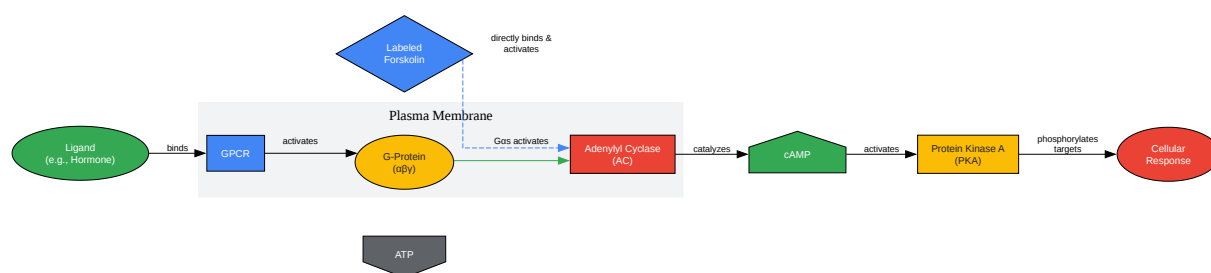 Labeled
Forskolin
directly binds &
activates
Plasma Membrane
Ligand
(e.g., Hormone)
binds
GPCR
activates
G-Protein
(αβγ)
Gαs activates
Adenylyl Cyclase
(AC)
catalyzes
cAMP
activates
Protein Kinase A
(PKA)
phosphorylates
targets
Cellular
Response
ATP